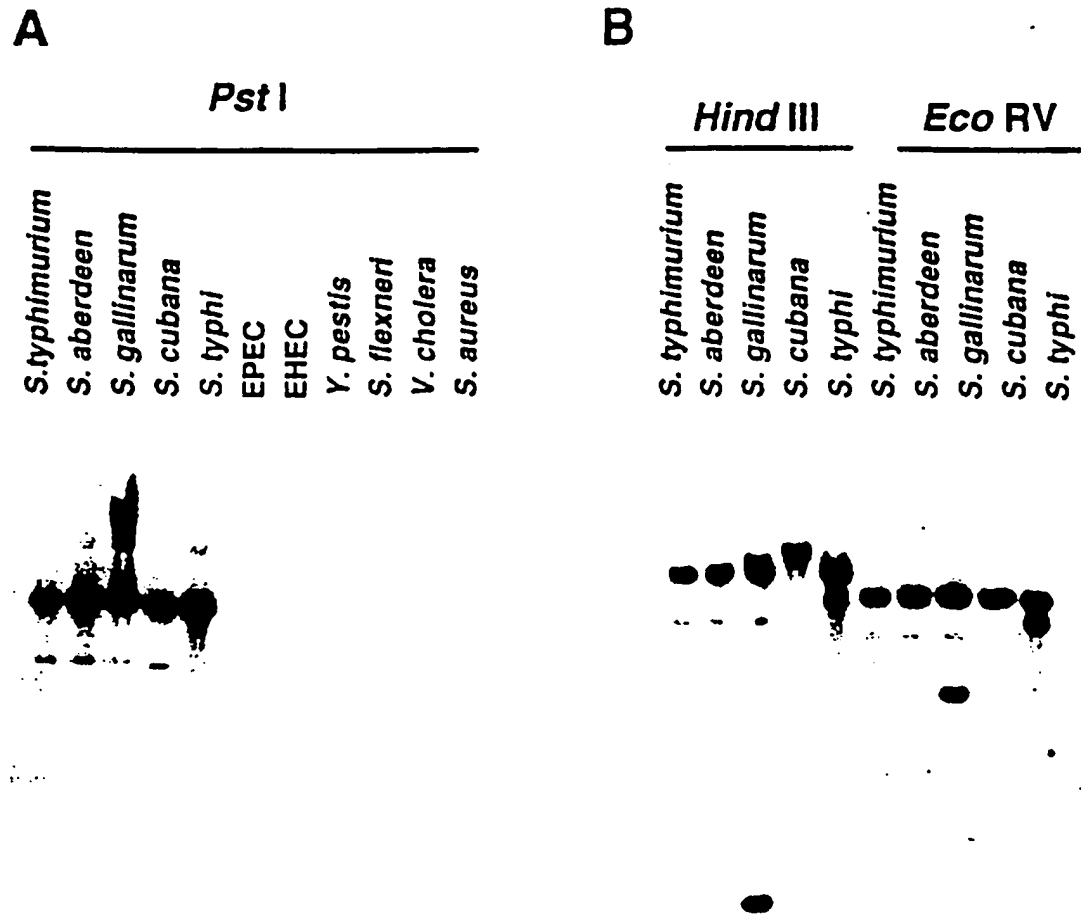 A
B
Pst I
Hind III
Eco RV
S.typhimurium
S. aberdeen
S. gallinarum
S. cubana
S. typhi
EPEC
EHEC
Y. pestis
S. flexneri
V. cholera
S. aureus
S. typhimurium
S. aberdeen
S. gallinarum
S. cubana
S. typhi
S. typhimurium
S. aberdeen
S. gallinarum
S. cubana
S. typhi